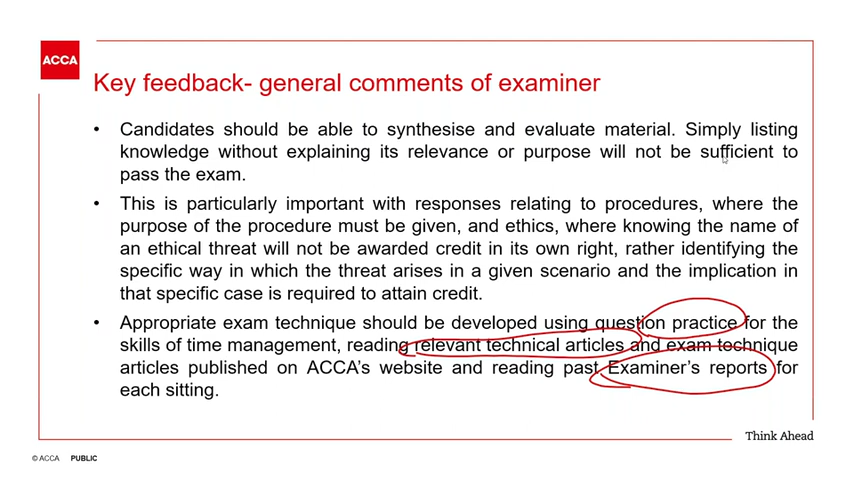 ACCA
Key feedback- general comments of examiner
• Candidates should be able to synthesise and evaluate material. Simply listing
knowledge without explaining its relevance or purpose will not be sufficient to
pass the exam.
• This is particularly important with responses relating to procedures, where the
purpose of the procedure must be given, and ethics, where knowing the name of
an ethical threat will not be awarded credit in its own right, rather identifying the
specific way in which the threat arises in a given scenario and the implication in
that specific case is required to attain credit.
• Appropriate exam technique should be developed using question practice for the
skills of time management, reading relevant technical articles and exam technique
articles published on ACCA's website and reading past Examiner's reports for
each sitting.
Think Ahead
© ACCA PUBLIC